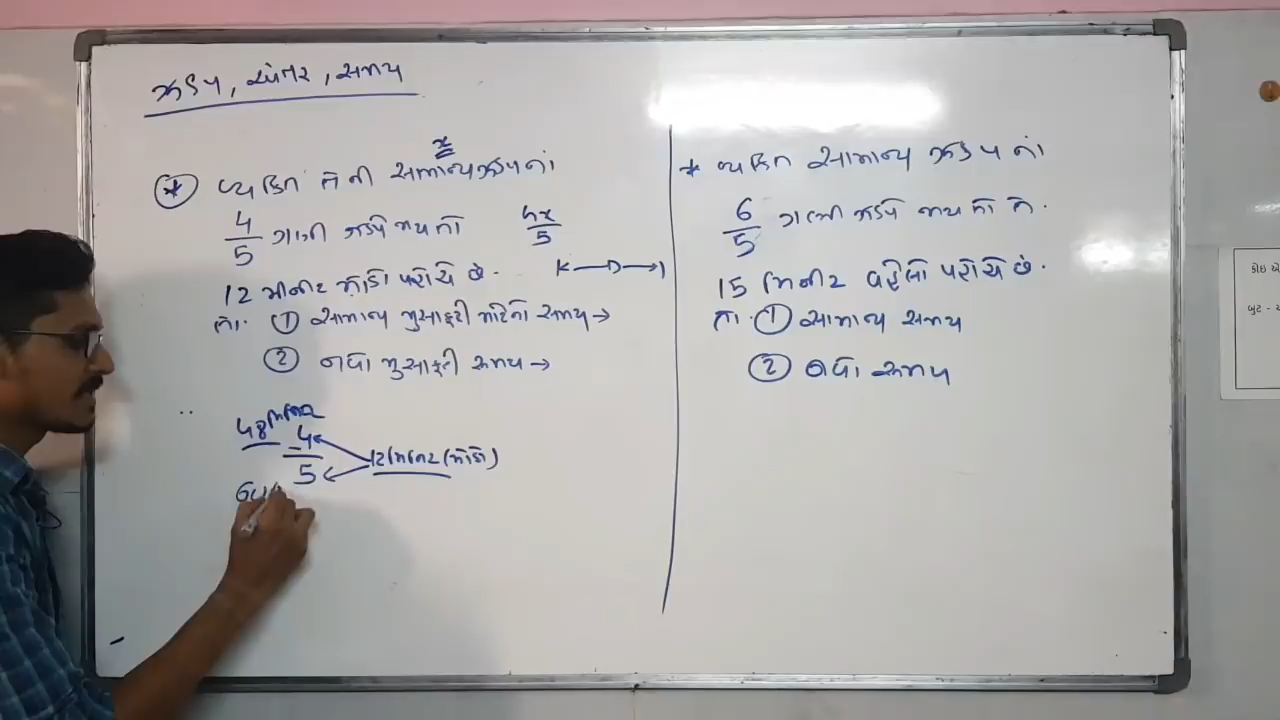 ઝડપ, અંતર, સમય
x
* વ્યક્તિ તેની સામાન્ય ઝડપનાં
4/5 ગણી ઝડપે જાય તો 4x/5
12 મીનીટ મોડો પહોંચે છે.
K—D—
તો. ① સામાન્ય મુસાફરી માટેનો સમય →
② નવો મુસાફરી સમય →
48 મિનિટ 4/5 12 મિનિટ (મોડો)
60
* વ્યક્તિ સામાન્ય ઝડપ નાં
6/5 ગણી ઝડપે જાય તો તે.
15 મિનીટ વહેલો પહોંચે છે.
તો. ① સામાન્ય સમય
② નવો સમય
કોઇ એ
બુટ - ચ